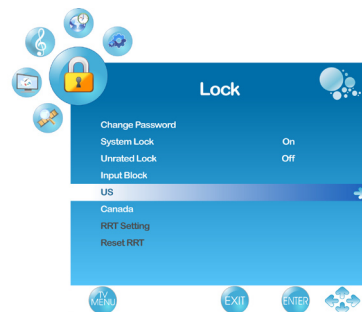 Lock
Change Password
System Lock On
Unrated Lock Off
Input Block
US
Canada
RRT Setting
Reset RRT
TV
MENU
EXIT
ENTER